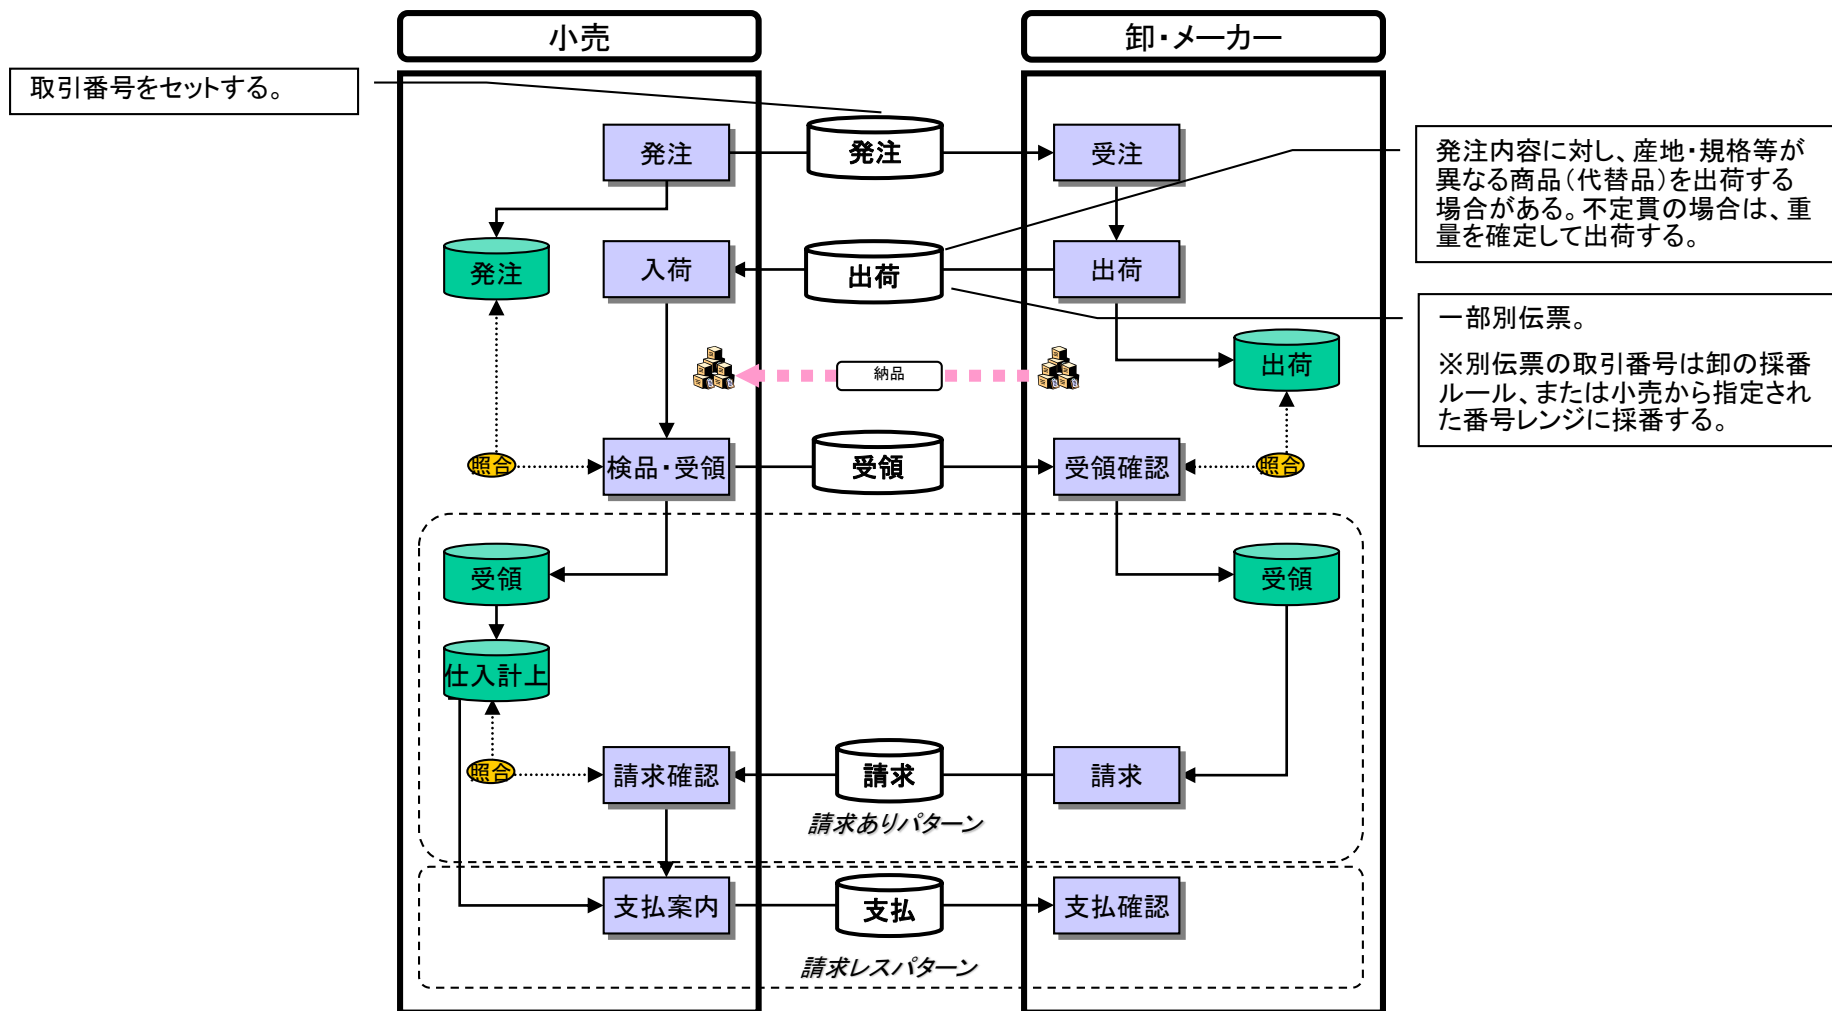 小売
卸・メーカー
取引番号をセットする。
発注
発注
受注
発注内容に対し、産地・規格等が
異なる商品（代替品）を出荷する
場合がある。不定貫の場合は、重
量を確定して出荷する。
発注
入荷
出荷
出荷
一部別伝票。
※別伝票の取引番号は卸の採番
ルール、または小売から指定され
た番号レンジに採番する。
納品
出荷
照合
検品・受領
受領
受領確認
照合
受領
受領
仕入計上
照合
請求確認
請求
請求
請求ありパターン
支払案内
支払
支払確認
請求レスパターン